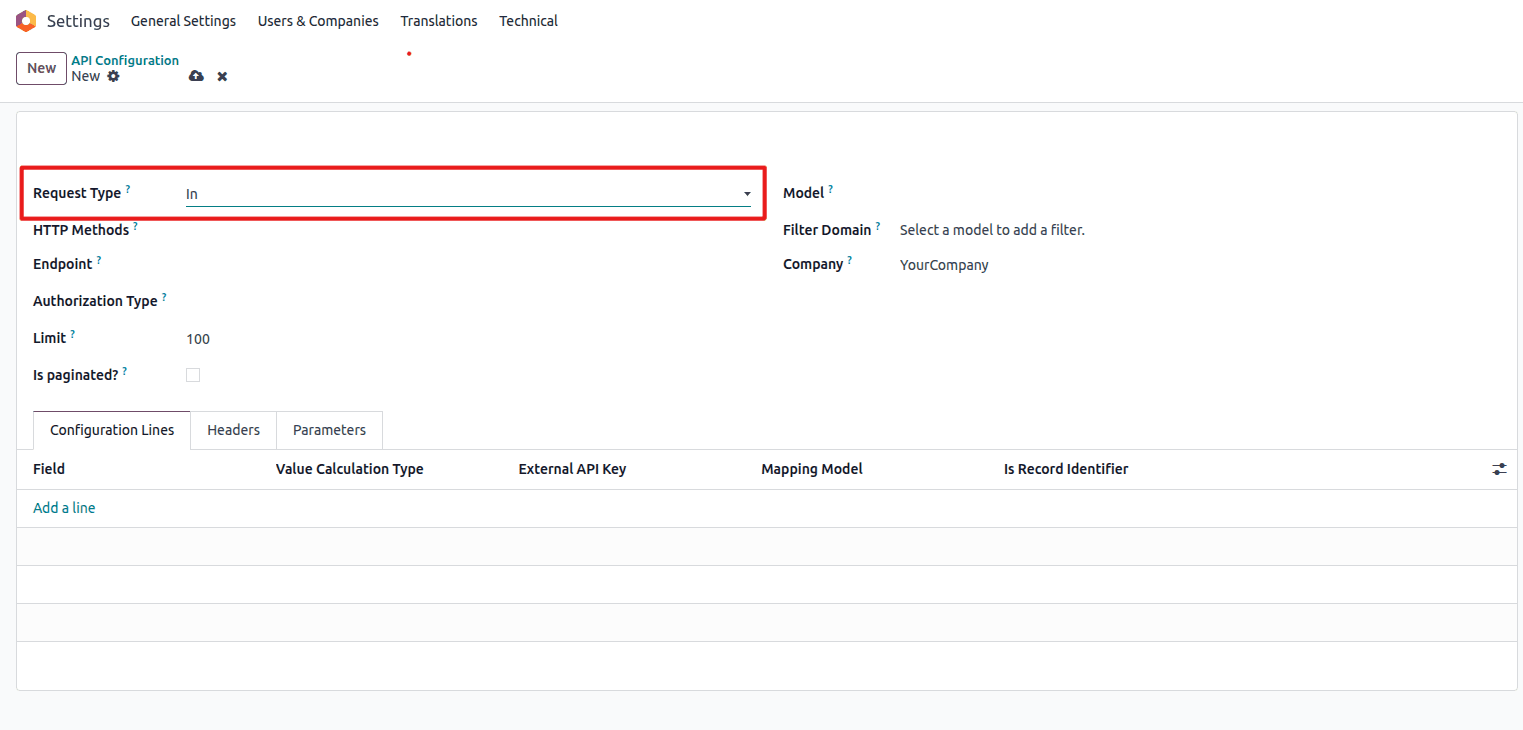 Settings General Settings Users & Companies Translations Technical
New API Configuration
New
Request Type ? In
Model ?
HTTP Methods ?
Filter Domain ? Select a model to add a filter.
Endpoint ?
Company ? YourCompany
Authorization Type ?
Limit ? 100
Is paginated? ?
Configuration Lines Headers Parameters
Field Value Calculation Type External API Key Mapping Model Is Record Identifier
Add a line